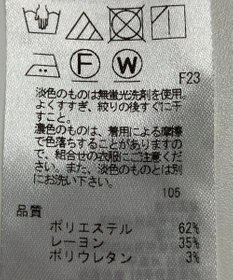 F
W
F23
淡色のものは無蛍光洗剤を使用、
よくすすぎ、絞りの後すぐに干
すこと。
濃色のものは、着用による摩擦
で色落ちすることがありますの
で、組合せの衣服にご注意くだ
さい。また、淡色のものとは別
にお洗い下さい。
105
品質
ポリエステル 62%
レーヨン 35%
ポリウレタン 3%